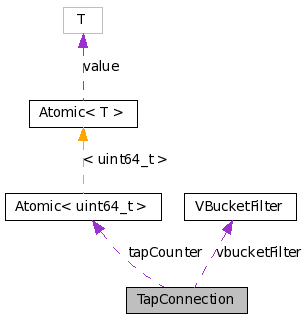 T
value
Atomic< T >
< uint64_t >
Atomic< uint64_t >
VBucketFilter
tapCounter
vbucketFilter
TapConnection